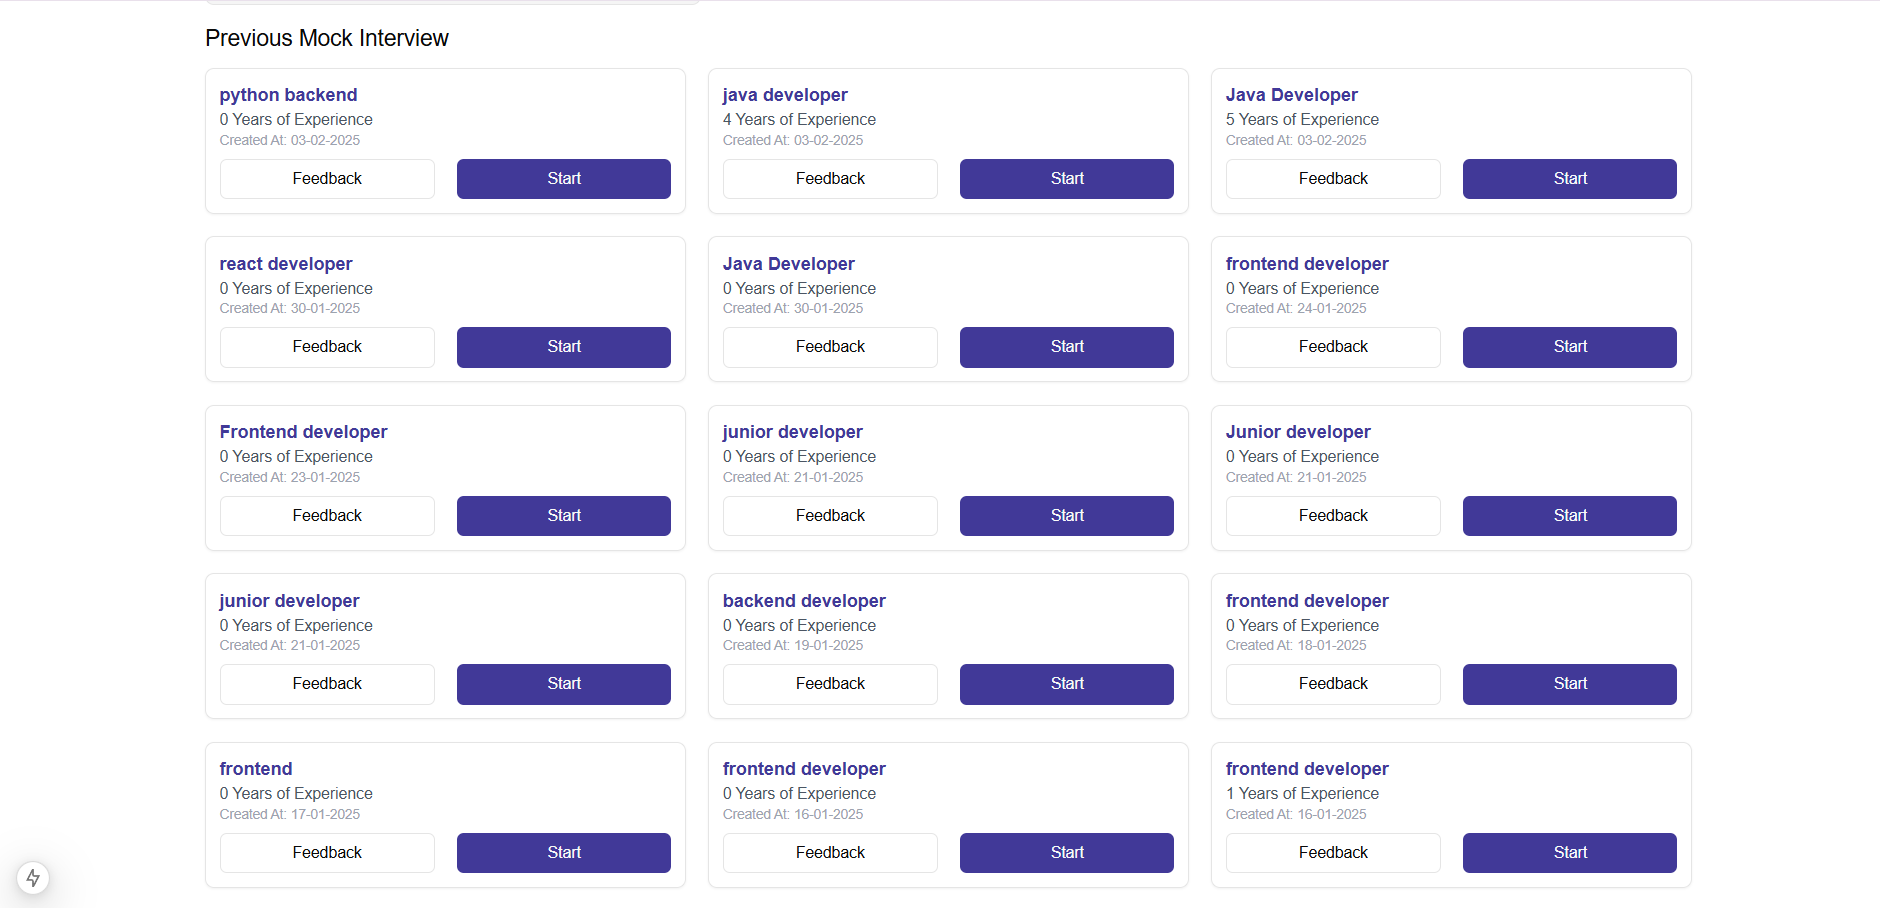 Previous Mock Interview
python backend
0 Years of Experience
Created At: 03-02-2025
Feedback
Start
java developer
4 Years of Experience
Created At: 03-02-2025
Feedback
Start
Java Developer
5 Years of Experience
Created At: 03-02-2025
Feedback
Start
react developer
0 Years of Experience
Created At: 30-01-2025
Feedback
Start
Java Developer
0 Years of Experience
Created At: 30-01-2025
Feedback
Start
frontend developer
0 Years of Experience
Created At: 24-01-2025
Feedback
Start
Frontend developer
0 Years of Experience
Created At: 23-01-2025
Feedback
Start
junior developer
0 Years of Experience
Created At: 21-01-2025
Feedback
Start
Junior developer
0 Years of Experience
Created At: 21-01-2025
Feedback
Start
junior developer
0 Years of Experience
Created At: 21-01-2025
Feedback
Start
backend developer
0 Years of Experience
Created At: 19-01-2025
Feedback
Start
frontend developer
0 Years of Experience
Created At: 18-01-2025
Feedback
Start
frontend
0 Years of Experience
Created At: 17-01-2025
Feedback
Start
frontend developer
0 Years of Experience
Created At: 16-01-2025
Feedback
Start
frontend developer
1 Years of Experience
Created At: 16-01-2025
Feedback
Start